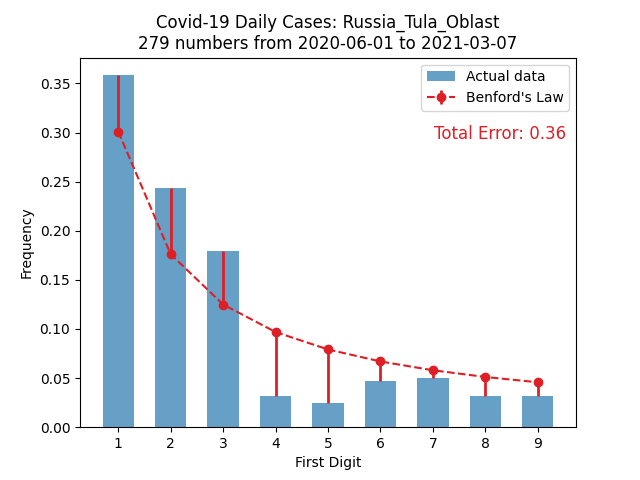 Covid-19 Daily Cases: Russia_Tula_Oblast
279 numbers from 2020-06-01 to 2021-03-07
Actual data
Benford's Law
Total Error: 0.36
Frequency
0.35
0.30
0.25
0.20
0.15
0.10
0.05
0.00
1 2 3 4 5 6 7 8 9
First Digit